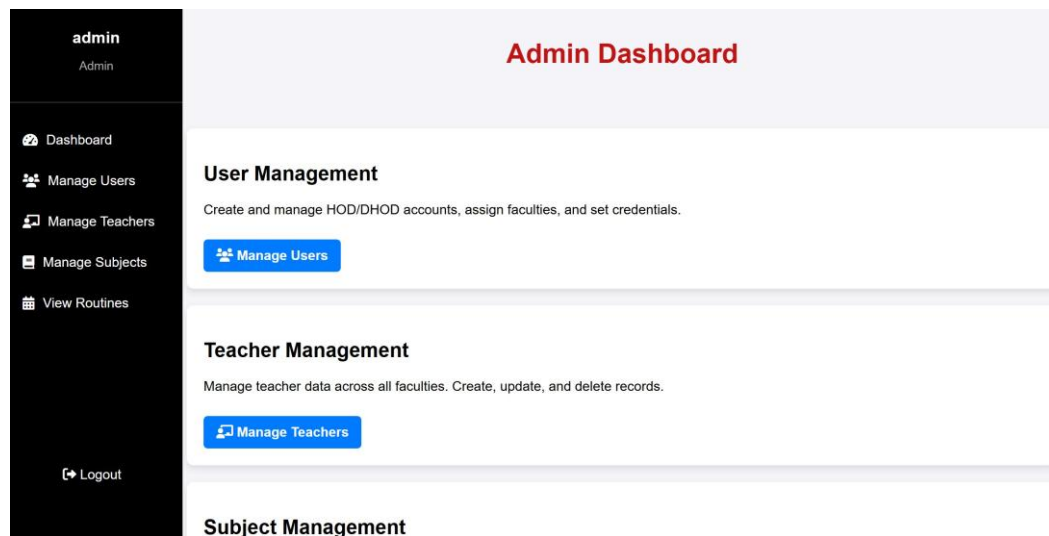 admin
Admin
Dashboard
Manage Users
Manage Teachers
Manage Subjects
View Routines
Logout
Admin Dashboard
User Management
Create and manage HOD/DHOD accounts, assign faculties, and set credentials.
Manage Users
Teacher Management
Manage teacher data across all faculties. Create, update, and delete records.
Manage Teachers
Subject Management